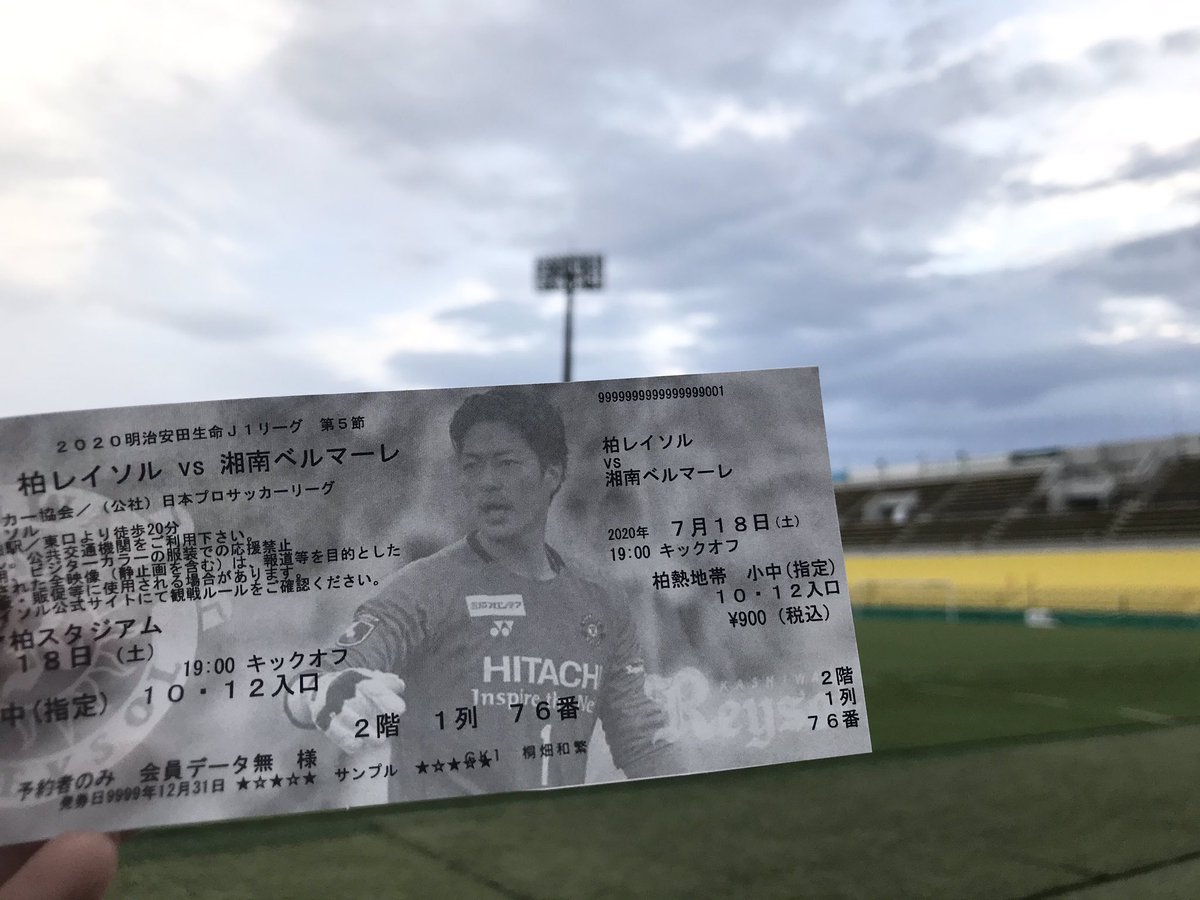 ２０２０明治安田生命Ｊ１リーグ　第５節
柏レイソル vs 湘南ベルマーレ
カー協会／（公社）日本プロサッカーリーグ
駅／東口より徒歩20分
公共交通機関をご利用下さい。
ジターカラーの服装での応援禁止
された全映像（静止画を含む）は、報道等を目的とした
販促等に使用される場合があります。
イソル公式サイトにて観戦ルールをご確認ください。
柏スタジアム
１８日（土）　19:00 キックオフ
中(指定)　１０・１２入口
２階　１列　７６番
予約者のみ　会員データ無　様
発券日9999年12月31日 ★☆★☆★　サンプル　★☆★☆★
GK1　桐畑和繁
HITACHI
Inspire the Ne
1
9999999999999999001
柏レイソル
vs
湘南ベルマーレ
2020年　７月１８日(土)
19:00 キックオフ
柏熱地帯　小中(指定)
１０・１２入口
¥900（税込）
２階
１列
７６番
KASHIWA
Reysol